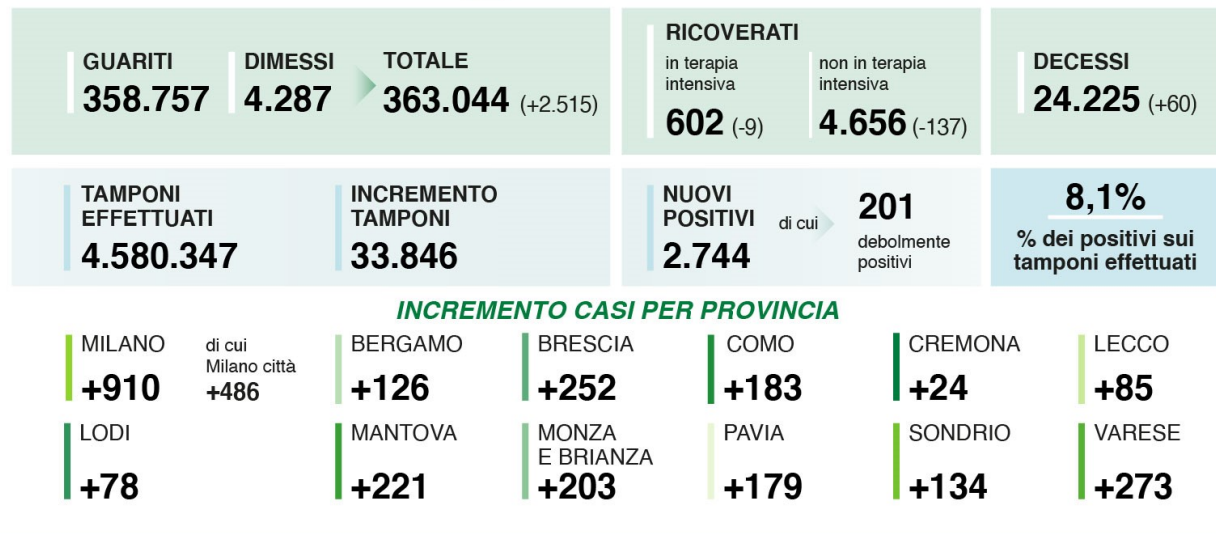 GUARITI
358.757
DIMESSI
4.287
TOTALE
363.044 (+2.515)
RICOVERATI
in terapia
intensiva
602 (-9)
non in terapia
intensiva
4.656 (-137)
DECESSI
24.225 (+60)
TAMPONI
EFFETTUATI
4.580.347
INCREMENTO
TAMPONI
33.846
NUOVI
POSITIVI
2.744
di cui
201
debolmente
positivi
8,1%
% dei positivi sui
tamponi effettuati
INCREMENTO CASI PER PROVINCIA
MILANO
+910
di cui
Milano città
+486
BERGAMO
+126
BRESCIA
+252
COMO
+183
CREMONA
+24
LECCO
+85
LODI
+78
MANTOVA
+221
MONZA
E BRIANZA
+203
PAVIA
+179
SONDRIO
+134
VARESE
+273